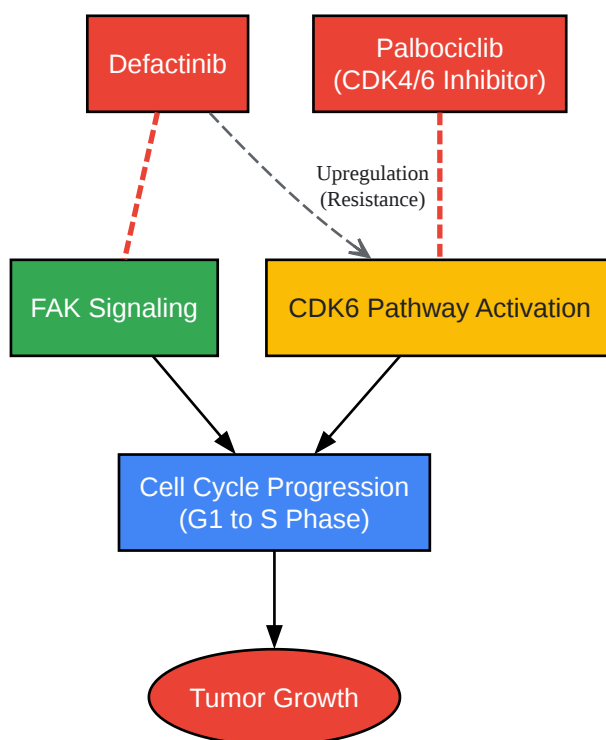 Defactinib
Palbociclib
(CDK4/6 Inhibitor)
Upregulation
(Resistance)
FAK Signaling
CDK6 Pathway Activation
Cell Cycle Progression
(G1 to S Phase)
Tumor Growth